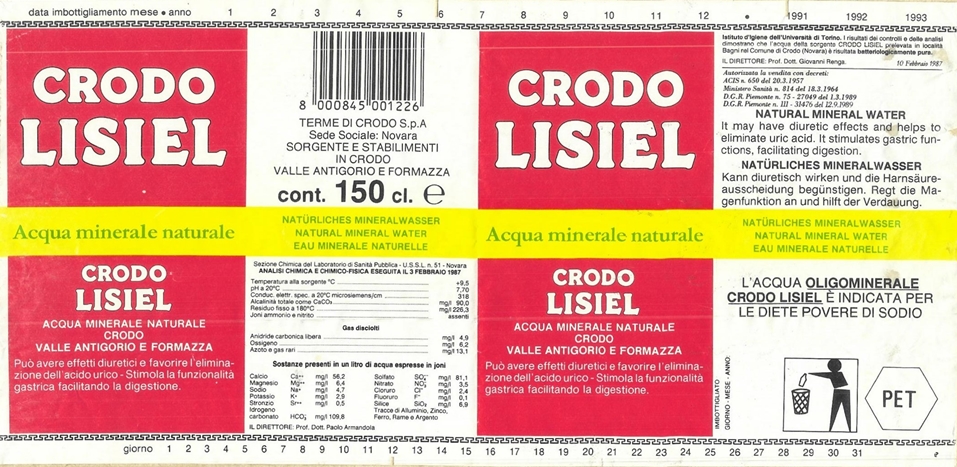 data imbottigliamento mese • anno 1 2 3 4 5 6 7 8 9 10 11 12 • 1991 1992 1993
CRODO
LISIEL
8 000845 001226
TERME DI CRODO S.p.A
Sede Sociale: Novara
SORGENTE E STABILIMENTI
IN CRODO
VALLE ANTIGORIO E FORMAZZA
cont. 150 cl. ℮
Acqua minerale naturale
NATÜRLICHES MINERALWASSER
NATURAL MINERAL WATER
EAU MINERALE NATURELLE
CRODO
LISIEL
ACQUA MINERALE NATURALE
CRODO
VALLE ANTIGORIO E FORMAZZA
Può avere effetti diuretici e favorire l'elimina-
zione dell'acido urico - Stimola la funzionalità
gastrica facilitando la digestione.
Sezione Chimica del Laboratorio di Sanità Pubblica - U.S.S.L. n. 51 - Novara
ANALISI CHIMICA E CHIMICO-FISICA ESEGUITA IL 3 FEBBRAIO 1987
Temperatura alla sorgente °C +9,5
pH a 20°C 7,70
Conduc. elettr. spec. a 20°C microsiemens/cm 318
Alcalinità totale come CaCO₃ mg/l 90,0
Residuo fisso a 180°C mg/l 226,3
Joni ammonio e nitrito assenti
Gas disciolti
Anidride carbonica libera mg/l 4,9
Ossigeno mg/l 6,2
Azoto e gas rari mg/l 13,1
Sostanze presenti in un litro di acqua espresse in joni
Calcio Ca++ mg/l 56,2 Solfato SO₄-- mg/l 81,1
Magnesio Mg++ mg/l 6,4 Nitrato NO₃- mg/l 3,5
Sodio Na+ mg/l 4,7 Cloruro Cl- mg/l 2,4
Potassio K+ mg/l 2,9 Fluoruro F- mg/l 0,1
Stronzio Sr++ mg/l 0,5 Silice SiO₂ mg/l 6,9
Idrogeno
carbonato HCO₃- mg/l 109,8
Tracce di Alluminio, Zinco,
Ferro, Rame e Argento
IL DIRETTORE: Prof. Dott. Paolo Armandola
CRODO
LISIEL
Istituto d'Igiene dell'Università di Torino. I risultati dei controlli e delle analisi
dimostrano che l'acqua della sorgente CRODO LISIEL prelevata in località
Bagni nel Comune di Crodo (Novara) è risultata batteriologicamente pura.
IL DIRETTORE: Prof. Dott. Giovanni Renga. 10 Febbraio 1987
Autorizzata la vendita con decreti:
ACIS n. 650 del 20.3.1957
Ministero Sanità n. 814 del 18.3.1964
D.G.R. Piemonte n. 75 - 27049 del 1.3.1989
D.G.R. Piemonte n. 111 - 31476 del 12.9.1989
NATURAL MINERAL WATER
It may have diuretic effects and helps to
eliminate uric acid. It stimulates gastric func-
tions, facilitating digestion.
NATÜRLICHES MINERALWASSER
Kann diuretisch wirken und die Harnsäure-
ausscheidung begünstigen. Regt die Ma-
genfunktion an und hilft der Verdauung.
Acqua minerale naturale
NATÜRLICHES MINERALWASSER
NATURAL MINERAL WATER
EAU MINERALE NATURELLE
CRODO
LISIEL
ACQUA MINERALE NATURALE
CRODO
VALLE ANTIGORIO E FORMAZZA
Può avere effetti diuretici e favorire l'elimina-
zione dell'acido urico - Stimola la funzionalità
gastrica facilitando la digestione.
L'ACQUA OLIGOMINERALE
CRODO LISIEL È INDICATA PER
LE DIETE POVERE DI SODIO
IMBOTTIGLIATO
GIORNO - MESE - ANNO:
PET
giorno 1 2 3 4 5 6 7 8 9 10 11 12 13 14 15 16 17 18 19 20 21 22 23 24 25 26 27 28 29 30 31